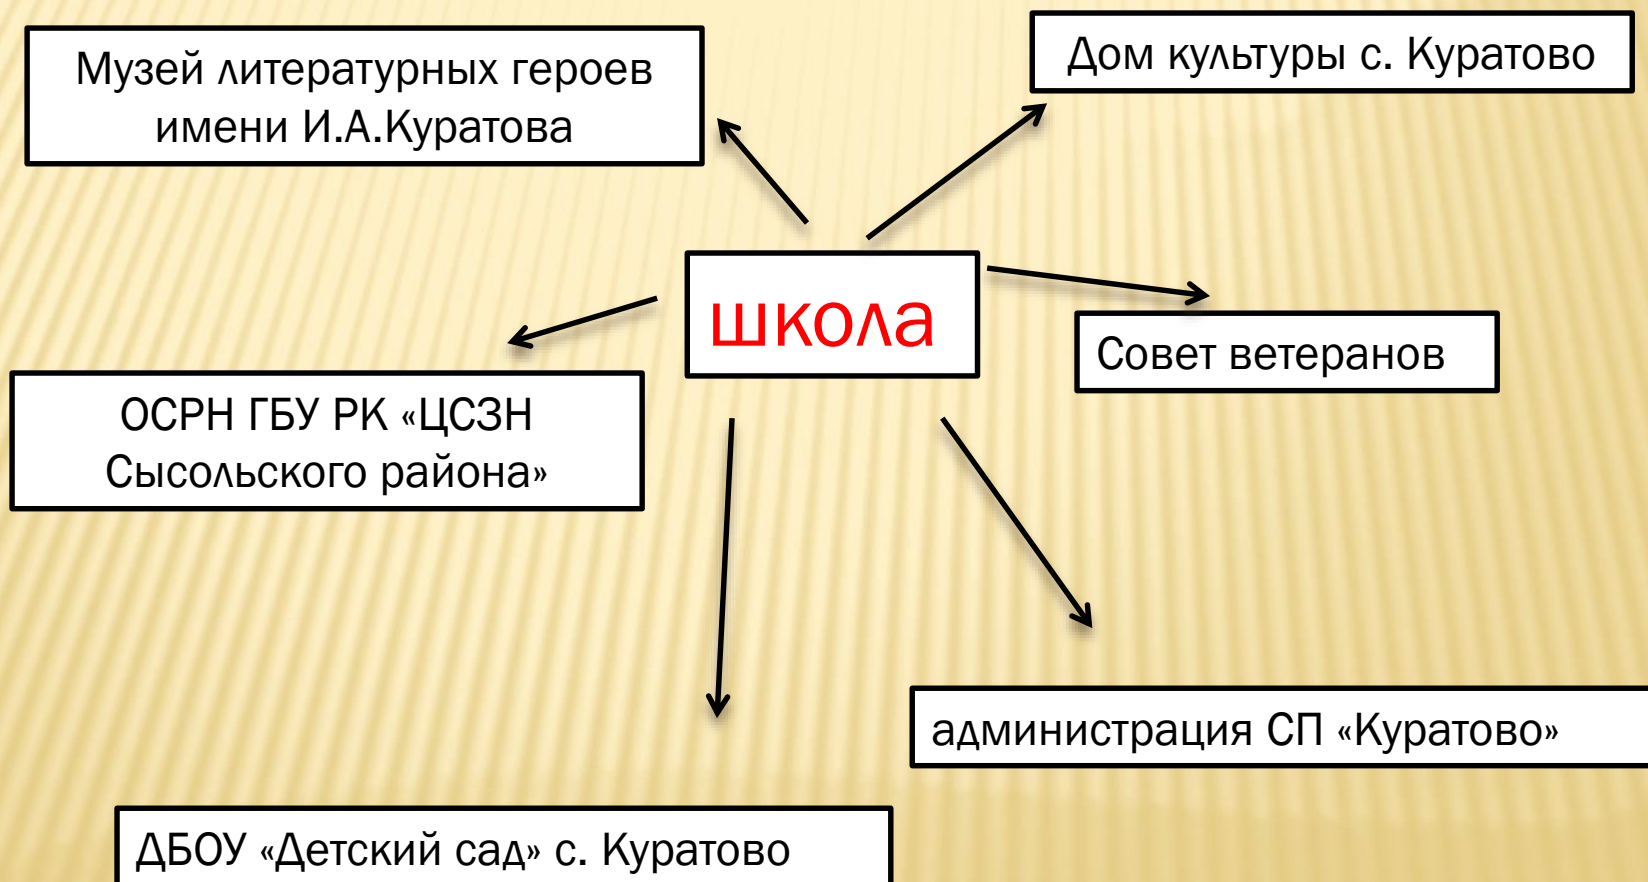 Музей литературных героев
имени И.А.Куратова
Дом культуры с. Куратово
школа
Совет ветеранов
ОСРН ГБУ РК «ЦСЗН
Сысольского района»
администрация СП «Куратово»
ДБОУ «Детский сад» с. Куратово